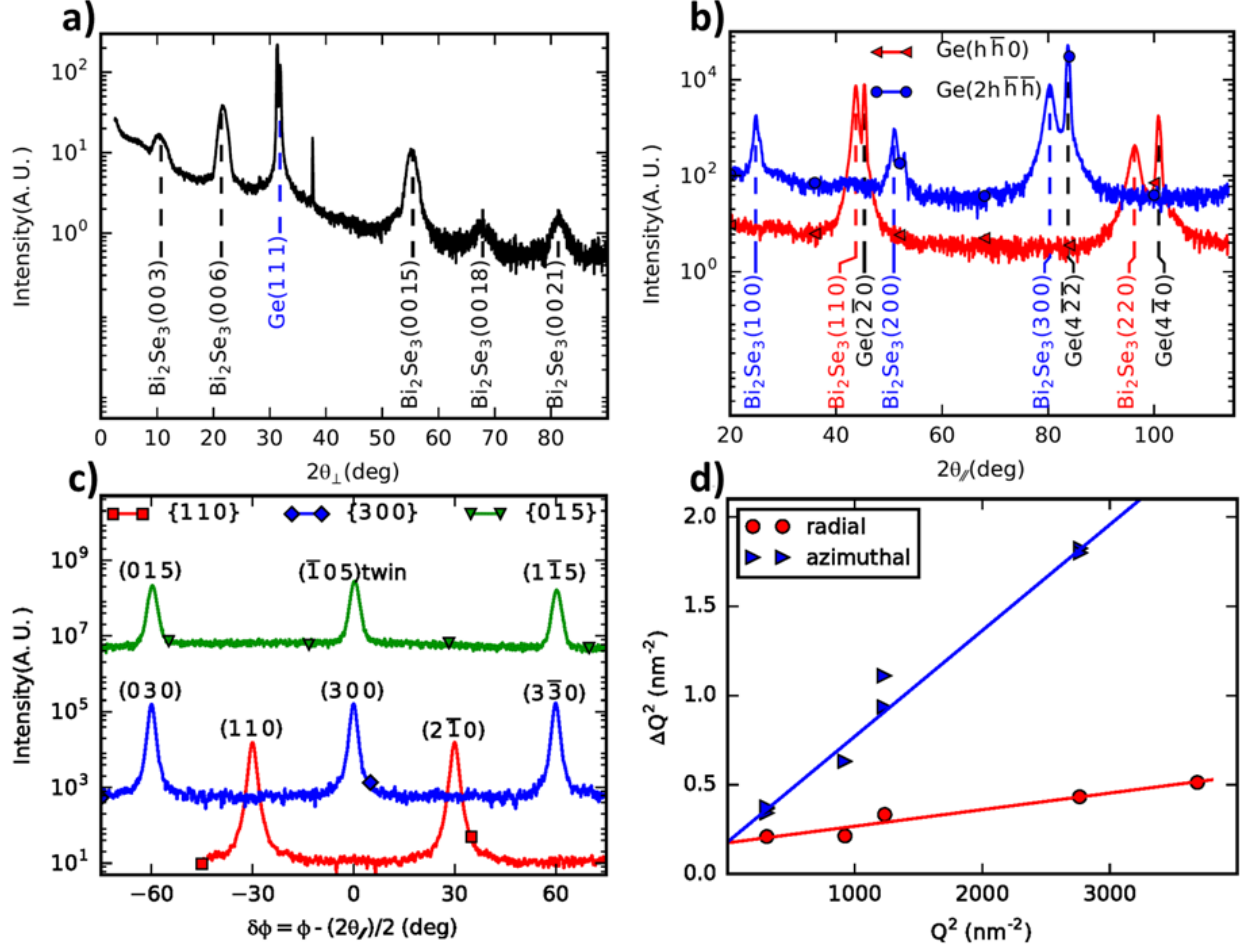 a)
Intensity(A. U.)
10²
10¹
10⁰
Bi₂Se₃(0 0 3)
Bi₂Se₃(0 0 6)
Ge(1 1 1)
Bi₂Se₃(0 0 15)
Bi₂Se₃(0 0 18)
Bi₂Se₃(0 0 21)
0 10 20 30 40 50 60 70 80
2θ⊥(deg)
b)
Intensity(A. U.)
10⁴
10²
10⁰
Ge(h h̅ 0)
Ge(2h h̅ h̅)
Bi₂Se₃(1 0 0)
Bi₂Se₃(1 1 0)
Ge(2 2̅ 0)
Bi₂Se₃(2 0 0)
Bi₂Se₃(3 0 0)
Ge(4 2̅ 2̅)
Bi₂Se₃(2 2 0)
Ge(4 4̅ 0)
20 40 60 80 100
2θ∕∕(deg)
c)
Intensity(A. U.)
10⁹
10⁷
10⁵
10³
10¹
{1 1 0} {3 0 0} {0 1 5}
(0 1 5) (1̅ 0 5)twin (1 1̅ 5)
(0 3 0) (3 0 0) (3 3̅ 0)
(1 1 0) (2 1̅ 0)
−60 −30 0 30 60
δϕ = ϕ - (2θ∕∕)/2 (deg)
d)
ΔQ² (nm⁻²)
2.0
1.5
1.0
0.5
0.0
radial
azimuthal
1000 2000 3000
Q² (nm⁻²)